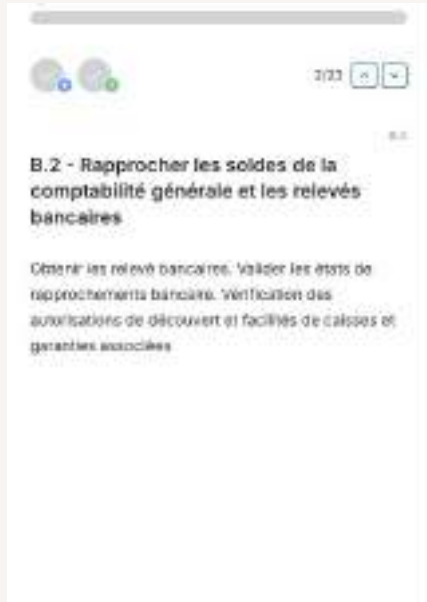 2/23
B.2
B.2 - Rapprocher les soldes de la
comptabilité générale et les relevés
bancaires
Obtenir les relevé bancaires. Valider les états de
rapprochements bancaire. Vérification des
autorisations de découvert et facilités de caisses et
garanties associées